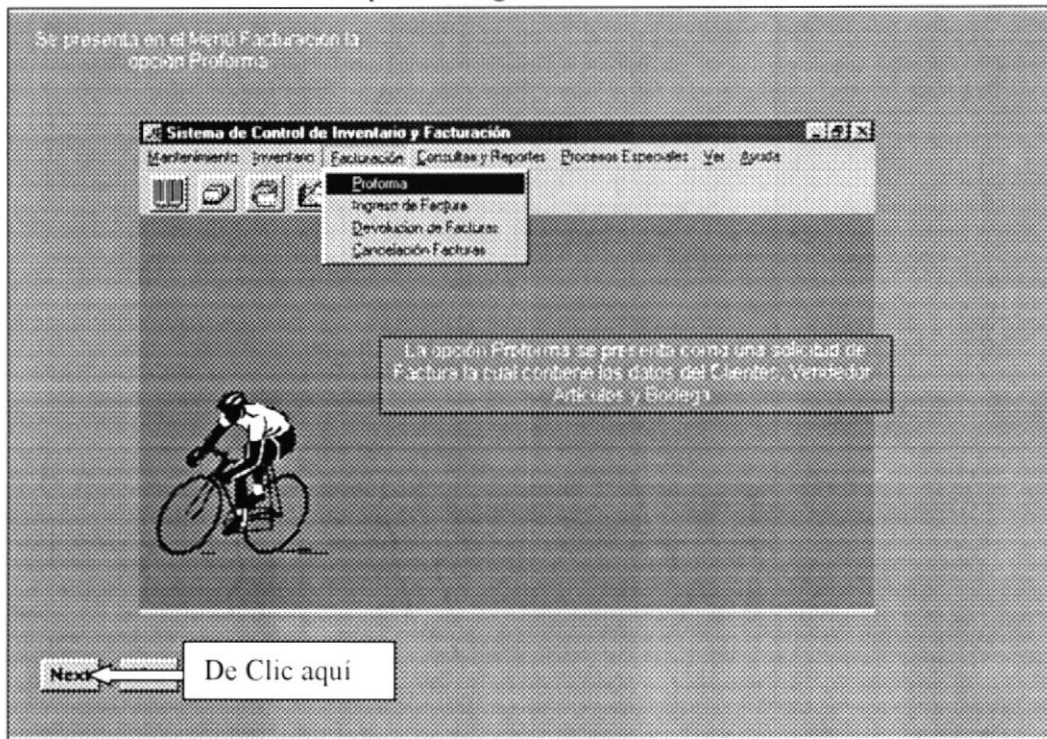 Se presenta en el Menú Facturación la
opción Proforma
Sistema de Control de Inventario y Facturación
Mantenimiento Inventario Facturación Consultas y Reportes Procesos Especiales Ver Ayuda
Proforma
Ingreso de Factura
Devolucion de Facturas
Cancelación Facturas
La opción Proforma se presenta como una solicitud de
Factura la cual contiene los datos del Clientes, Vendedor
Artículos y Bodega
Next
De Clic aquí